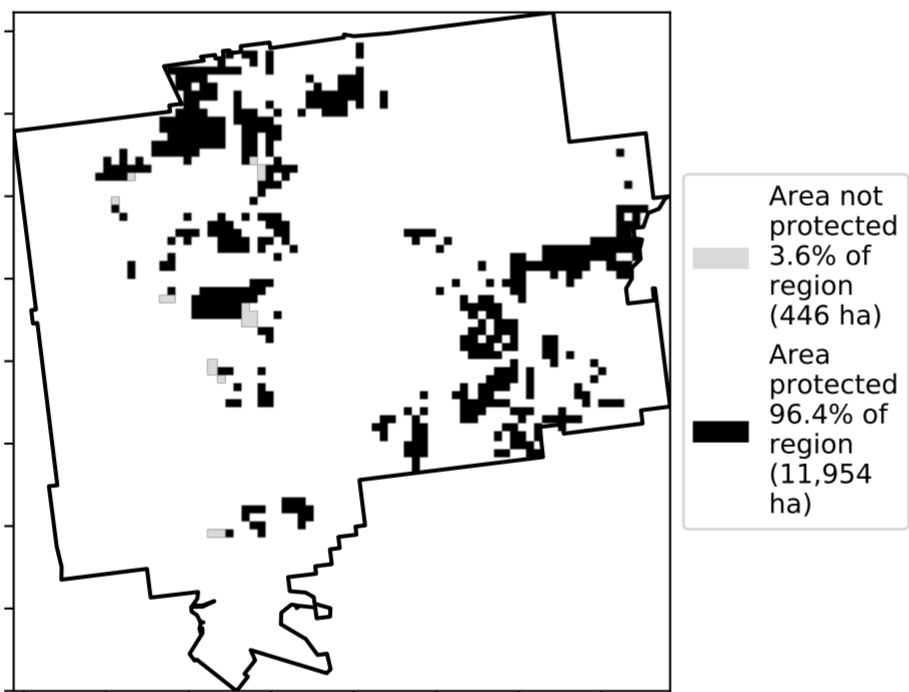 Area not
protected
3.6% of
region
(446 ha)
Area
protected
96.4% of
region
(11,954
ha)